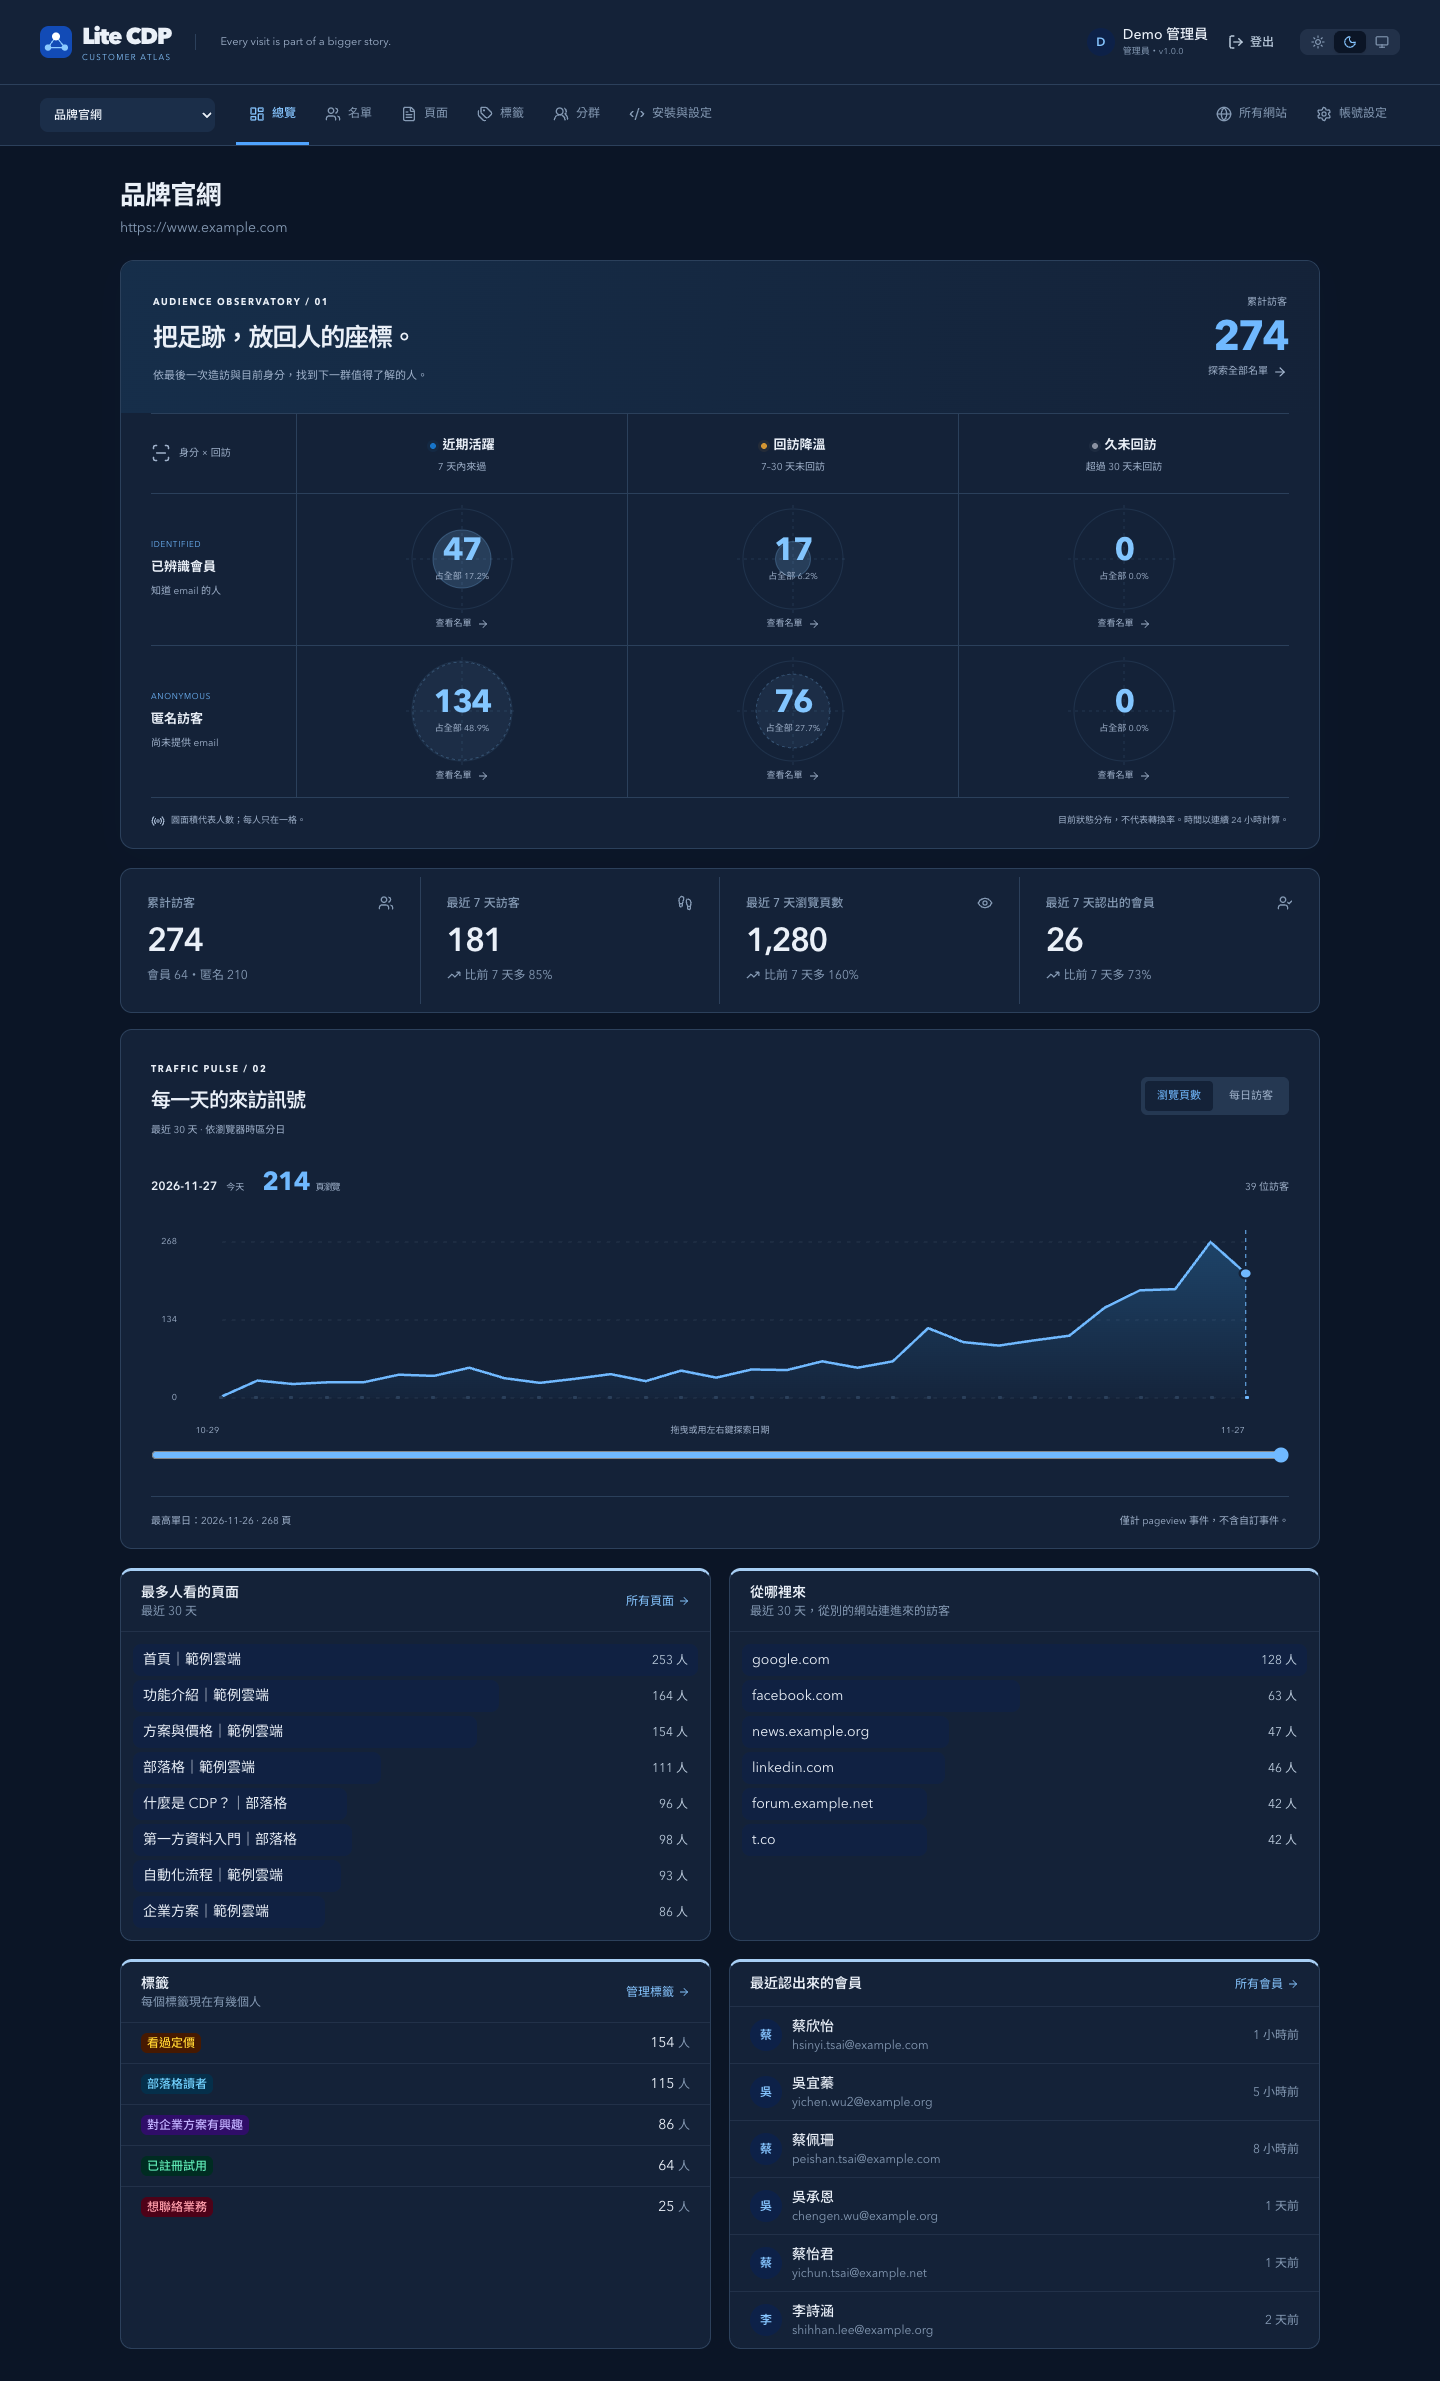 Lite CDP
CUSTOMER ATLAS
Every visit is part of a bigger story.
D
Demo 管理員
管理員・v1.0.0
登出
品牌官網
總覽
名單
頁面
標籤
分群
安裝與設定
所有網站
帳號設定
品牌官網
https://www.example.com
AUDIENCE OBSERVATORY / 01
把足跡，放回人的座標。
依最後一次造訪與目前身分，找到下一群值得了解的人。
累計訪客
274
探索全部名單
身分 × 回訪
近期活躍
7 天內來過
回訪降溫
7–30 天未回訪
久未回訪
超過 30 天未回訪
IDENTIFIED
已辨識會員
知道 email 的人
47
占全部 17.2%
查看名單
17
占全部 6.2%
查看名單
0
占全部 0.0%
查看名單
ANONYMOUS
匿名訪客
尚未提供 email
134
占全部 48.9%
查看名單
76
占全部 27.7%
查看名單
0
占全部 0.0%
查看名單
圓面積代表人數；每人只在一格。
目前狀態分布，不代表轉換率。時間以連續 24 小時計算。
累計訪客
274
會員 64・匿名 210
最近 7 天訪客
181
比前 7 天多 85%
最近 7 天瀏覽頁數
1,280
比前 7 天多 160%
最近 7 天認出的會員
26
比前 7 天多 73%
TRAFFIC PULSE / 02
每一天的來訪訊號
最近 30 天 · 依瀏覽器時區分日
瀏覽頁數
每日訪客
2026-11-27 今天 214 頁瀏覽
39 位訪客
268
134
0
10-29
拖曳或用左右鍵探索日期
11-27
最高單日：2026-11-26 · 268 頁
僅計 pageview 事件，不含自訂事件。
最多人看的頁面
最近 30 天
所有頁面
首頁｜範例雲端 253 人
功能介紹｜範例雲端 164 人
方案與價格｜範例雲端 154 人
部落格｜範例雲端 111 人
什麼是 CDP？｜部落格 96 人
第一方資料入門｜部落格 98 人
自動化流程｜範例雲端 93 人
企業方案｜範例雲端 86 人
從哪裡來
最近 30 天，從別的網站連進來的訪客
google.com 128 人
facebook.com 63 人
news.example.org 47 人
linkedin.com 46 人
forum.example.net 42 人
t.co 42 人
標籤
每個標籤現在有幾個人
管理標籤
看過定價 154 人
部落格讀者 115 人
對企業方案有興趣 86 人
已註冊試用 64 人
想聯絡業務 25 人
最近認出來的會員
所有會員
蔡
蔡欣怡
hsinyi.tsai@example.com
1 小時前
吳
吳宜蓁
yichen.wu2@example.org
5 小時前
蔡
蔡佩珊
peishan.tsai@example.com
8 小時前
吳
吳承恩
chengen.wu@example.org
1 天前
蔡
蔡怡君
yichun.tsai@example.net
1 天前
李
李詩涵
shihhan.lee@example.org
2 天前